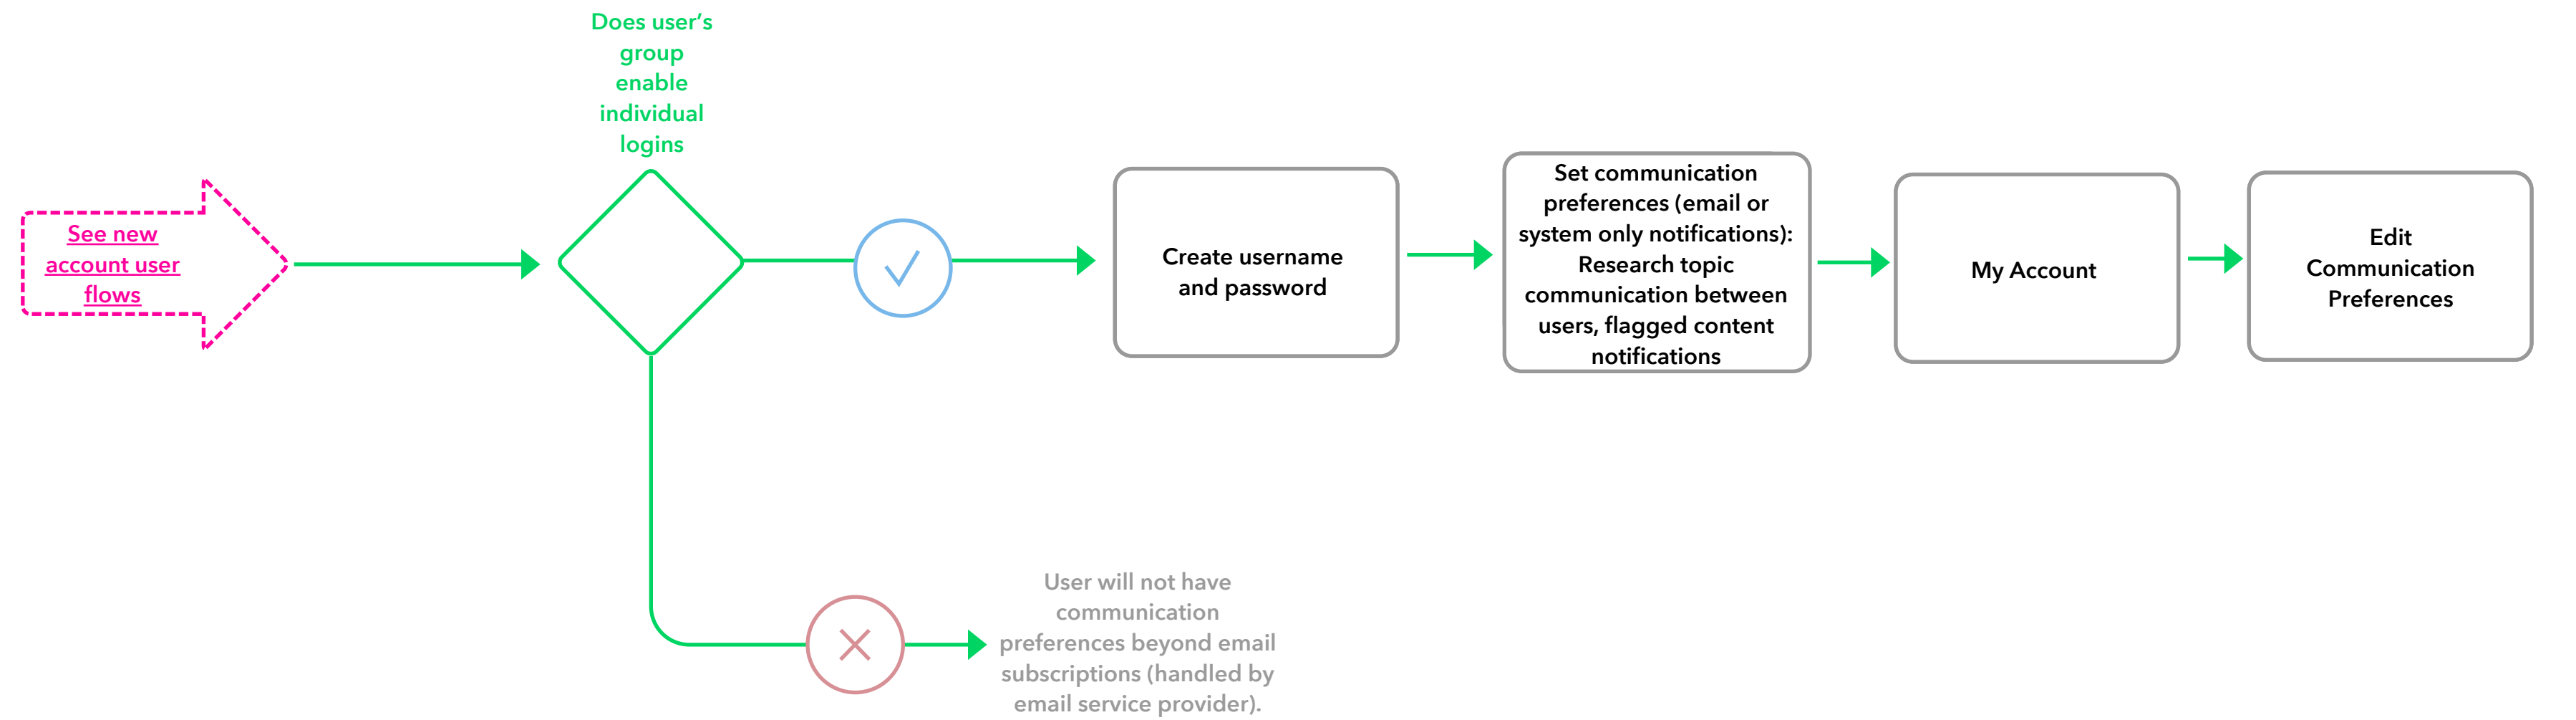 Does user’s
group
enable
individual
logins
See new
account user
flows
Create username
and password
Set communication
preferences (email or
system only notifications):
Research topic
communication between
users, flagged content
notifications
My Account
Edit
Communication
Preferences
User will not have
communication
preferences beyond email
subscriptions (handled by
email service provider).